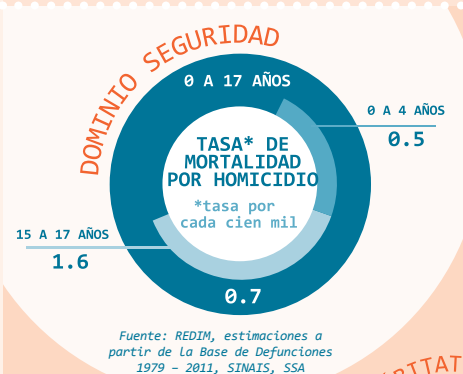 DOMINIO SEGURIDAD
0 A 17 AÑOS
0 A 4 AÑOS
0.5
TASA* DE
MORTALIDAD
POR HOMICIDIO
*tasa por
cada cien mil
15 A 17 AÑOS
1.6
0.7
Fuente: REDIM, estimaciones a
partir de la Base de Defunciones
1979 – 2011, SINAIS, SSA